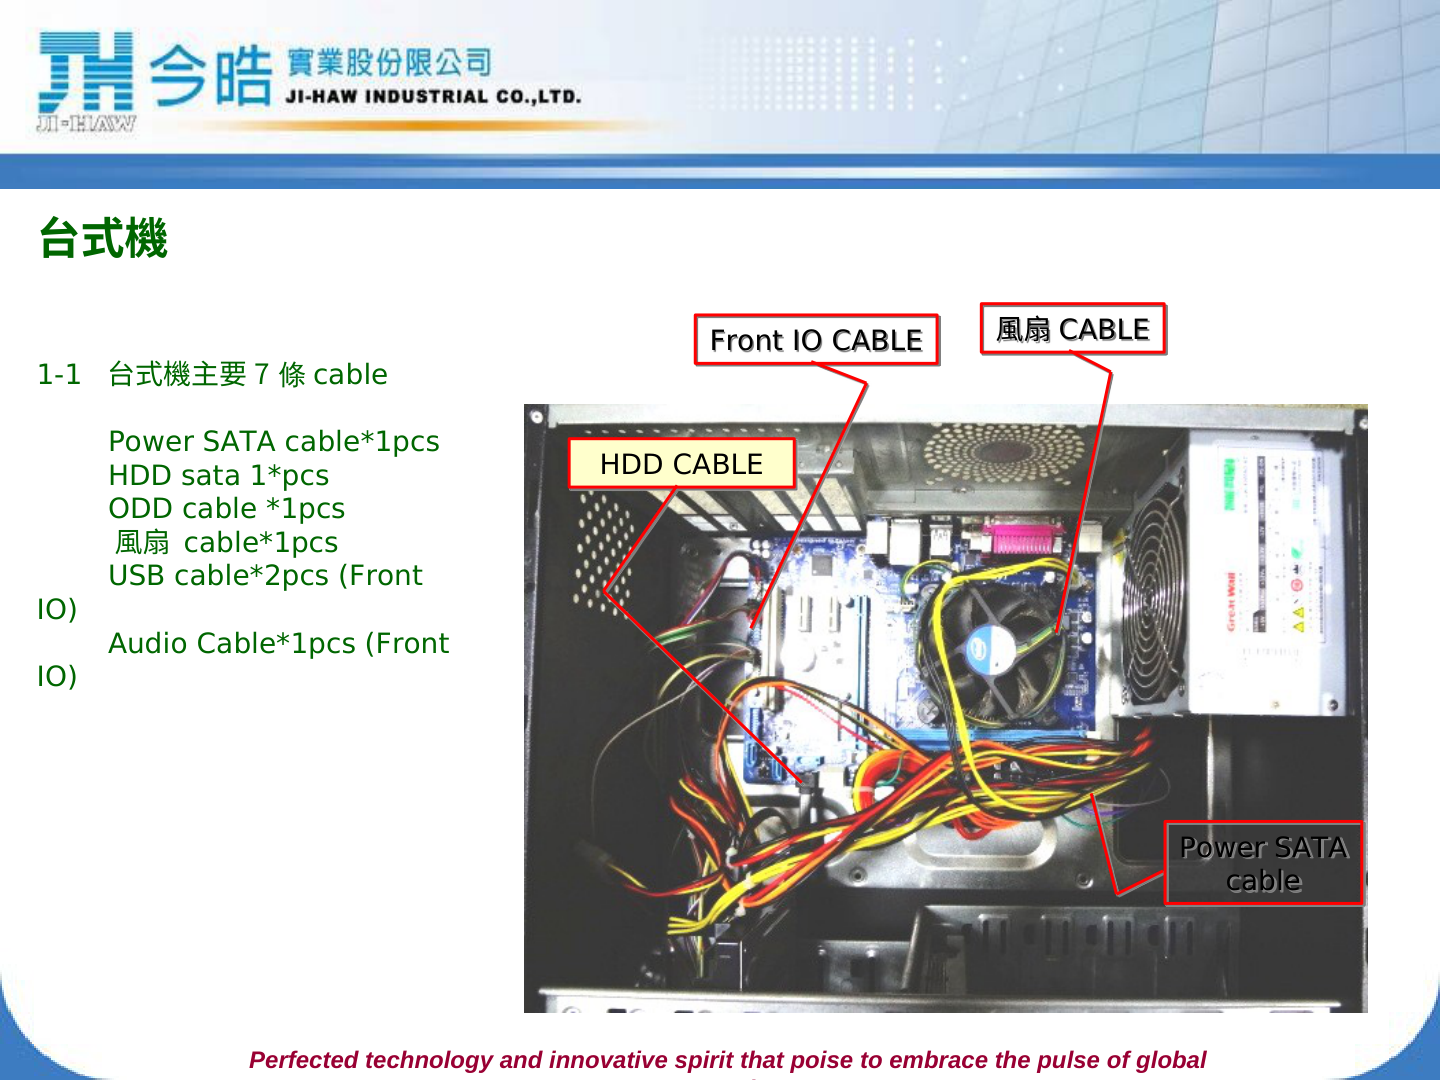 JI-HAW
今皓 實業股份限公司
JI-HAW INDUSTRIAL CO.,LTD.
台式機
1-1 台式機主要 7 條 cable
Power SATA cable*1pcs
HDD sata 1*pcs
ODD cable *1pcs
風扇 cable*1pcs
USB cable*2pcs (Front
IO)
Audio Cable*1pcs (Front
IO)
Front IO CABLE
風扇 CABLE
HDD CABLE
Great Wall
Power SATA
cable
Perfected technology and innovative spirit that poise to embrace the pulse of global